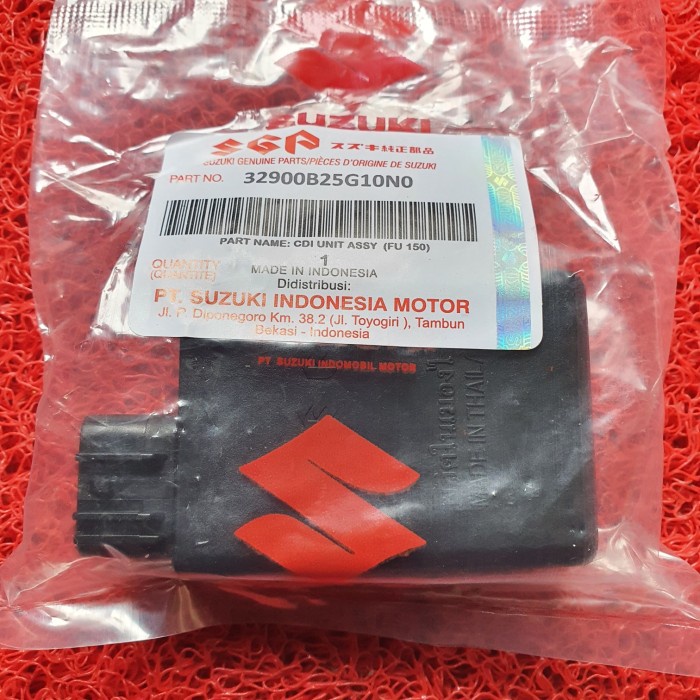 SUZUKI
SGP スズキ純正部品
SUZUKI GENUINE PARTS/PIÈCES D'ORIGINE DE SUZUKI
PART NO. 32900B25G10N0
PART NAME: CDI UNIT ASSY (FU 150)
QUANTITY 1
(QUANTITE) MADE IN INDONESIA
Didistribusi:
PT. SUZUKI INDONESIA MOTOR
Jl. P. Diponegoro Km. 38.2 (Jl. Toyogiri ), Tambun
Bekasi - Indonesia
PT SUZUKI INDOMOBIL MOTOR
MADE IN THAIL